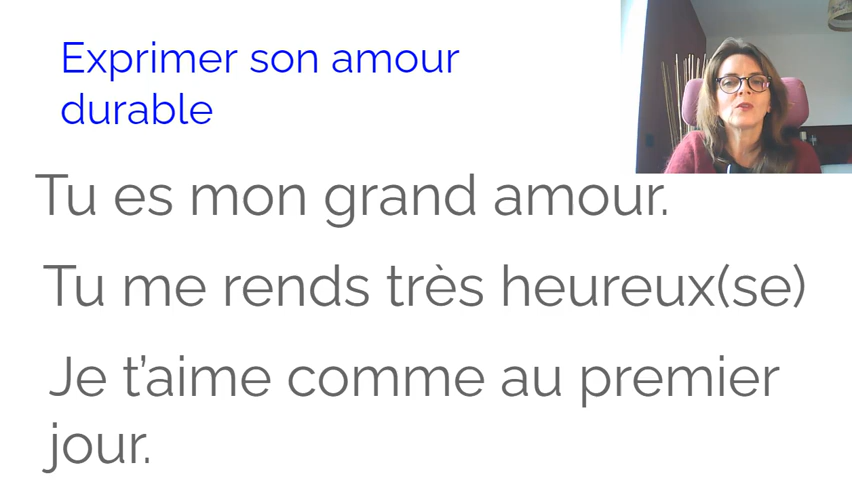 Exprimer son amour
durable
Tu es mon grand amour.
Tu me rends très heureux(se)
Je t’aime comme au premier
jour.